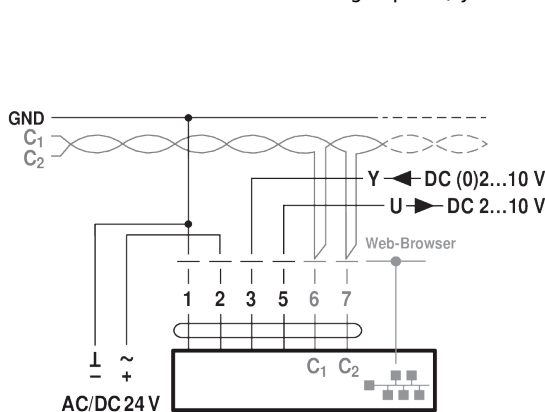 GND
C1
C2
Y DC (0)2...10 V
U DC 2...10 V
Web-Browser
1 2 3 5 6 7
C1 C2
⊥ ~
– +
AC/DC 24 V